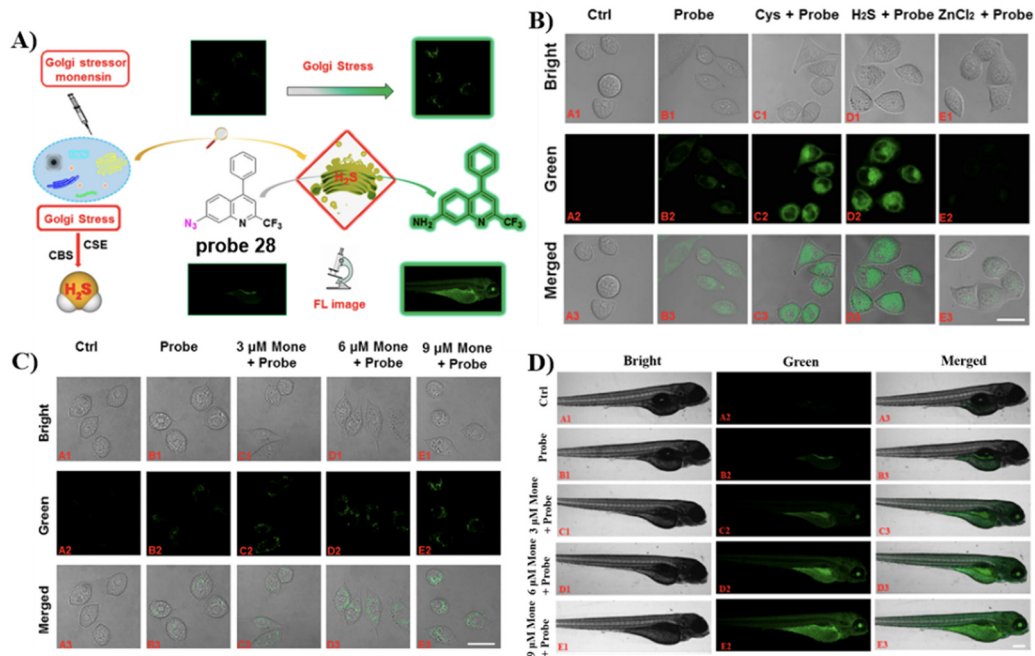 A)
Golgi stressor
monensin
Golgi Stress
CBS
CSE
H2S
Golgi Stress
H2S
N3
N
CF3
probe 28
NH2
N
CF3
FL image
B)
Ctrl
Probe
Cys + Probe
H2S + Probe
ZnCl2 + Probe
Bright
A1
B1
C1
D1
E1
Green
A2
B2
C2
D2
E2
Merged
A3
B3
C3
D3
E3
C)
Ctrl
Probe
3 μM Mone
+ Probe
6 μM Mone
+ Probe
9 μM Mone
+ Probe
Bright
A1
B1
C1
D1
E1
Green
A2
B2
C2
D2
E2
Merged
A3
B3
C3
D3
E3
D)
Bright
Green
Merged
Ctrl
A1
A2
A3
Probe
B1
B2
B3
3 μM Mone
+ Probe
C1
C2
C3
6 μM Mone
+ Probe
D1
D2
D3
9 μM Mone
+ Probe
E1
E2
E3